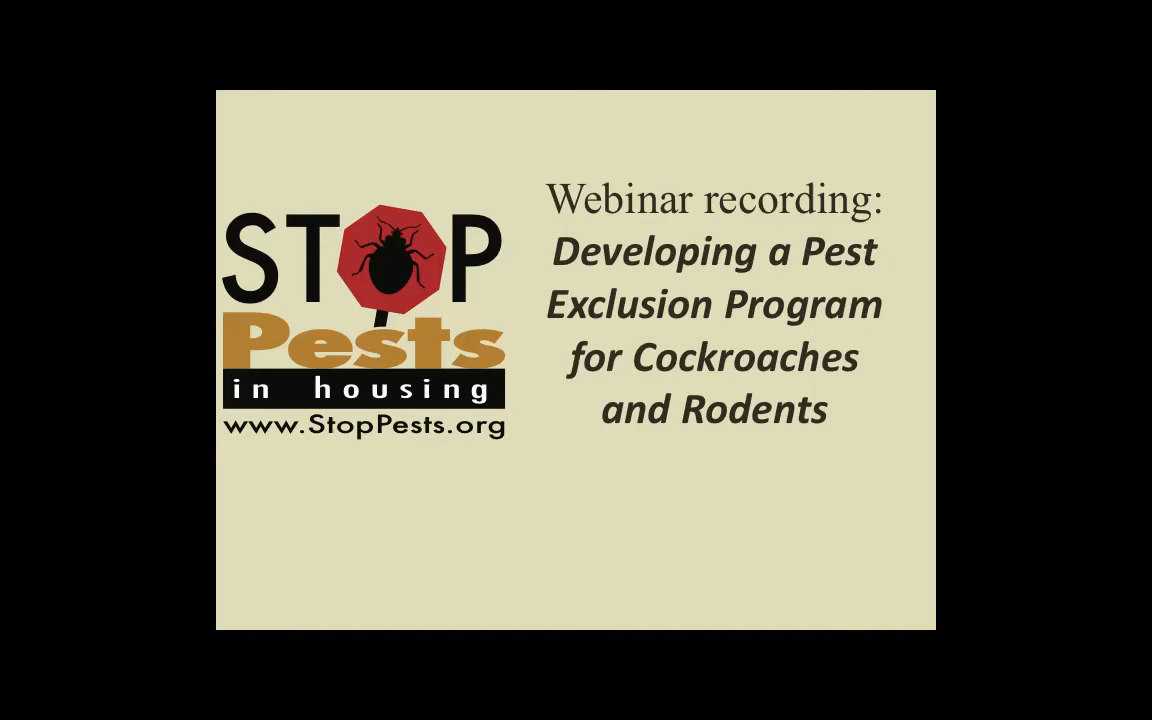 STOP
Pests
in housing
www.StopPests.org
Webinar recording:
Developing a Pest
Exclusion Program
for Cockroaches
and Rodents